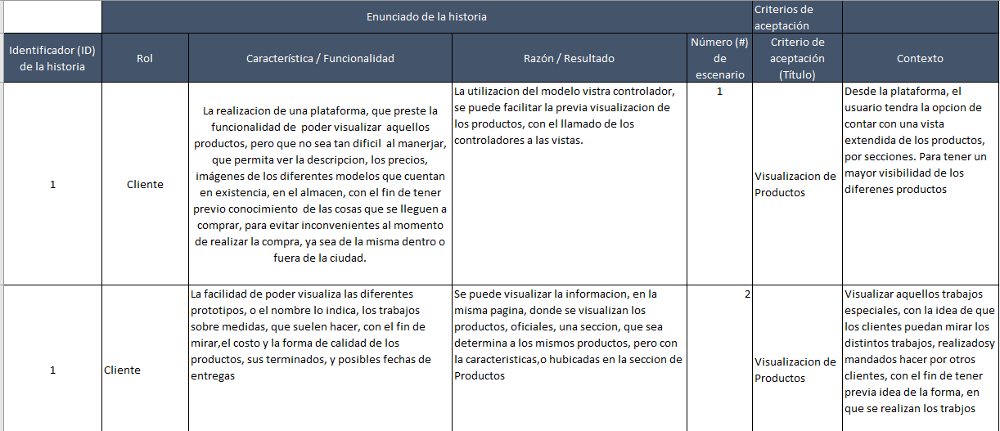 Enunciado de la historia
Criterios de
aceptación
Identificador (ID)
de la historia
Rol
Característica / Funcionalidad
Razón / Resultado
Número (#)
de
escenario
Criterio de
aceptación
(Título)
Contexto
1
Cliente
La realizacion de una plataforma, que preste la
funcionalidad de poder visualizar aquellos
productos, pero que no sea tan dificil al manerjar,
que permita ver la descripcion, los precios,
imágenes de los diferentes modelos que cuentan
en existencia, en el almacen, con el fin de tener
previo conocimiento de las cosas que se lleguen a
comprar, para evitar inconvenientes al momento
de realizar la compra, ya sea de la misma dentro o
fuera de la ciudad.
La utilizacion del modelo vistra controlador,
se puede facilitar la previa visualizacion de
los productos, con el llamado de los
controladores a las vistas.
1
Visualizacion de
Productos
Desde la plataforma, el
usuario tendra la opcion de
contar con una vista
extendida de los productos,
por secciones. Para tener un
mayor visibilidad de los
diferenes productos
1
Cliente
La facilidad de poder visualiza las diferentes
prototipos, o el nombre lo indica, los trabajos
sobre medidas, que suelen hacer, con el fin de
mirar,el costo y la forma de calidad de los
productos, sus terminados, y posibles fechas de
entregas
Se puede visualizar la informacion, en la
misma pagina, donde se visualizan los
productos, oficiales, una seccion, que sea
determina a los mismos productos, pero con
la caracteristicas,o hubicadas en la seccion de
Productos
2
Visualizacion de
Productos
Visualizar aquellos trabajos
especiales, con la idea de que
los clientes puedan mirar los
distintos trabajos, realizadosy
mandados hacer por otros
clientes, con el fin de tener
previa idea de la forma, en
que se realizan los trabjos